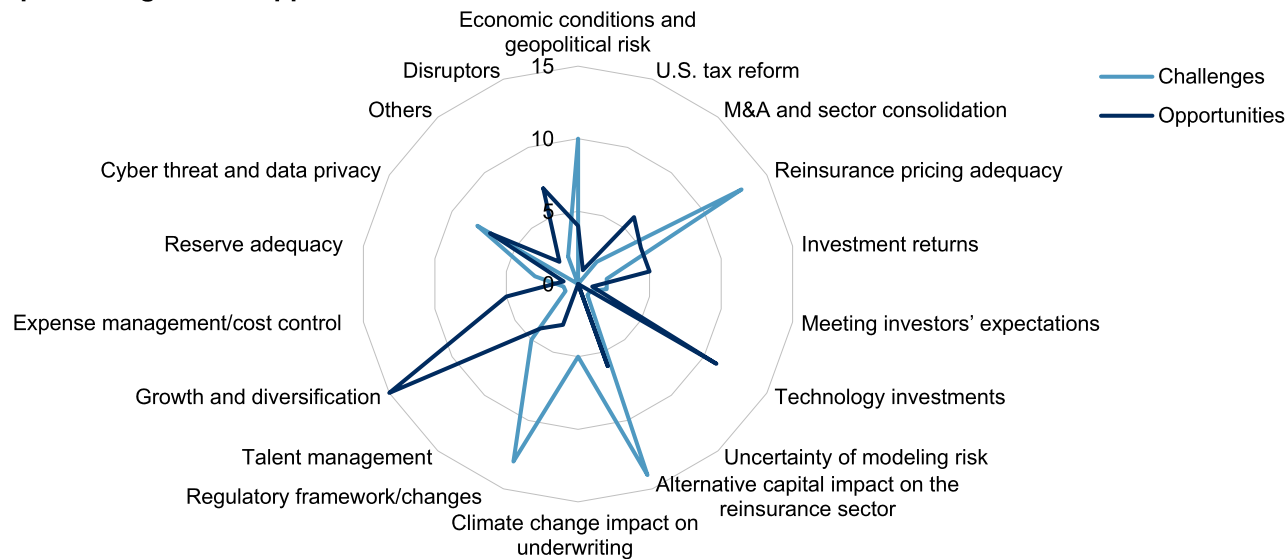 Economic conditions and
geopolitical risk
15
Disruptors
U.S. tax reform
Challenges
Others
M&A and sector consolidation
Opportunities
10
Cyber threat and data privacy
Reinsurance pricing adequacy
5
Reserve adequacy
Investment returns
0
Expense management/cost control
Meeting investors’ expectations
Growth and diversification
Technology investments
Talent management
Uncertainty of modeling risk
Regulatory framework/changes
Alternative capital impact on the
reinsurance sector
Climate change impact on
underwriting